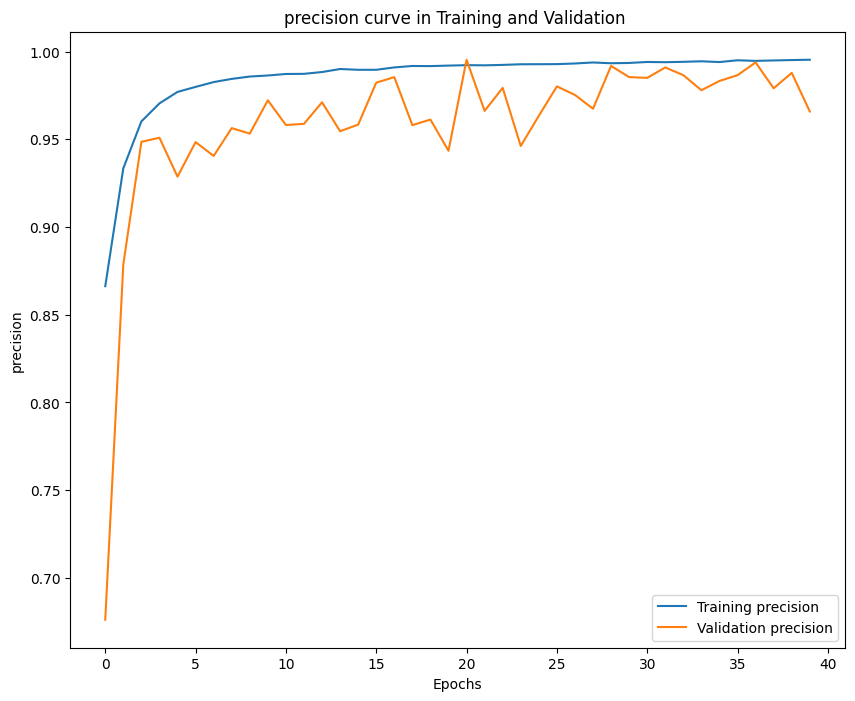 precision curve in Training and Validation
precision
1.00
0.95
0.90
0.85
0.80
0.75
0.70
Training precision
Validation precision
0 5 10 15 20 25 30 35 40
Epochs